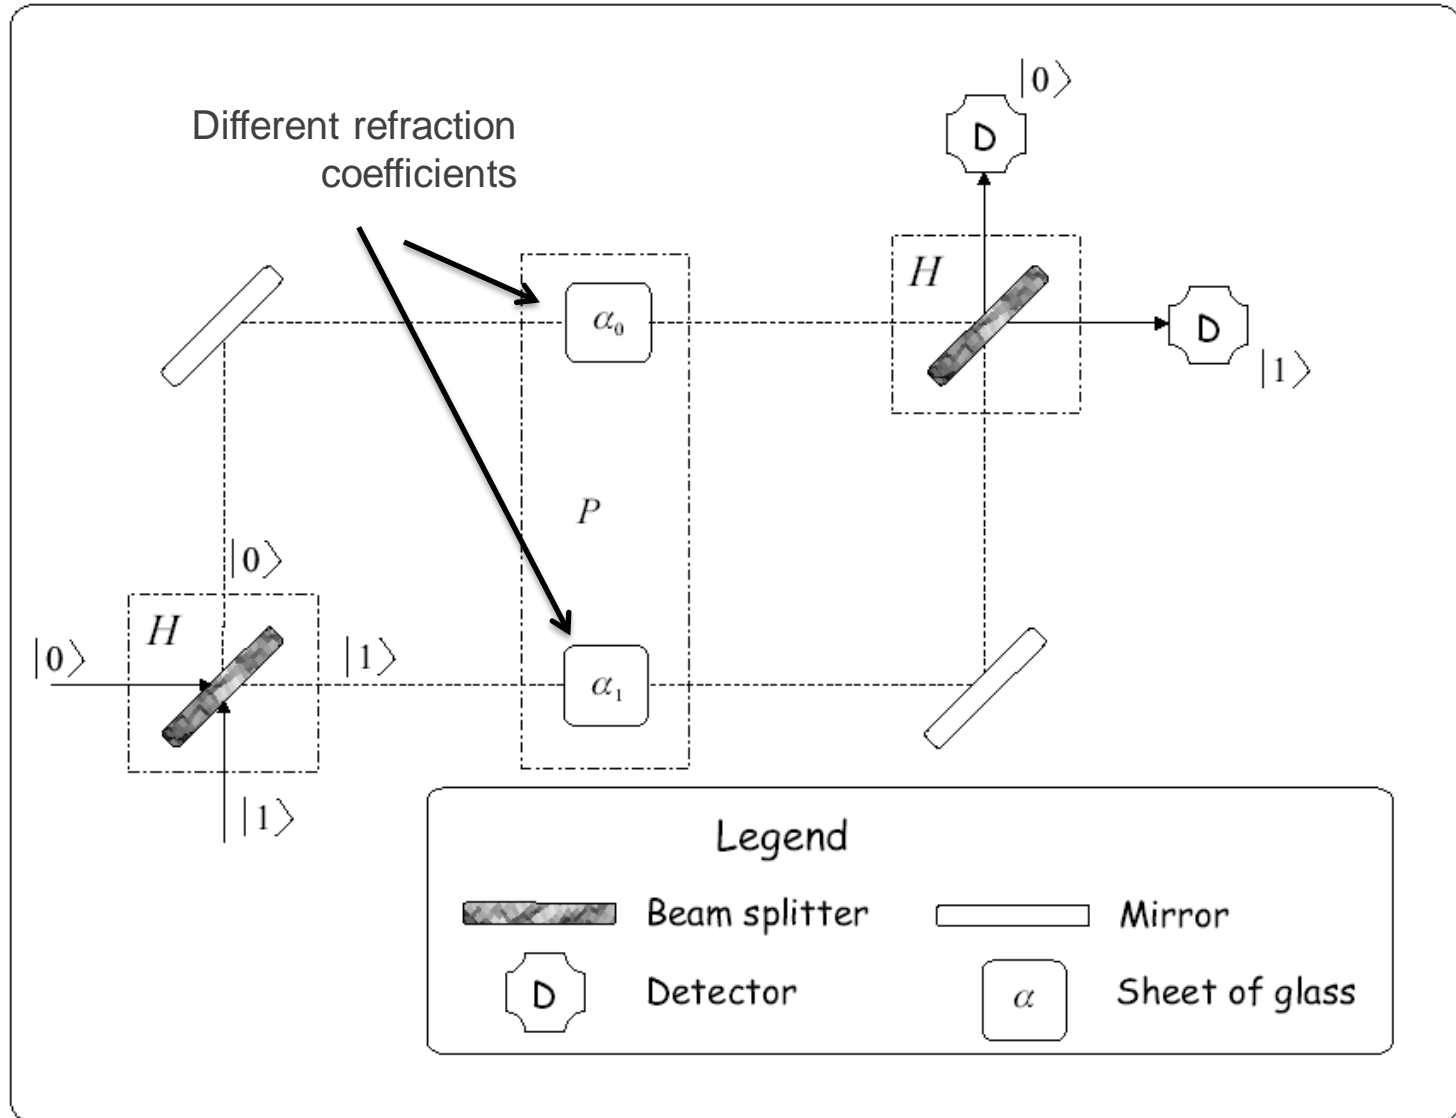 |0⟩
Different refraction
coefficients
D
H
α₀
D
|1⟩
P
|0⟩
H
|0⟩
|1⟩
α₁
|1⟩
Legend
Beam splitter
Mirror
D
Detector
α
Sheet of glass